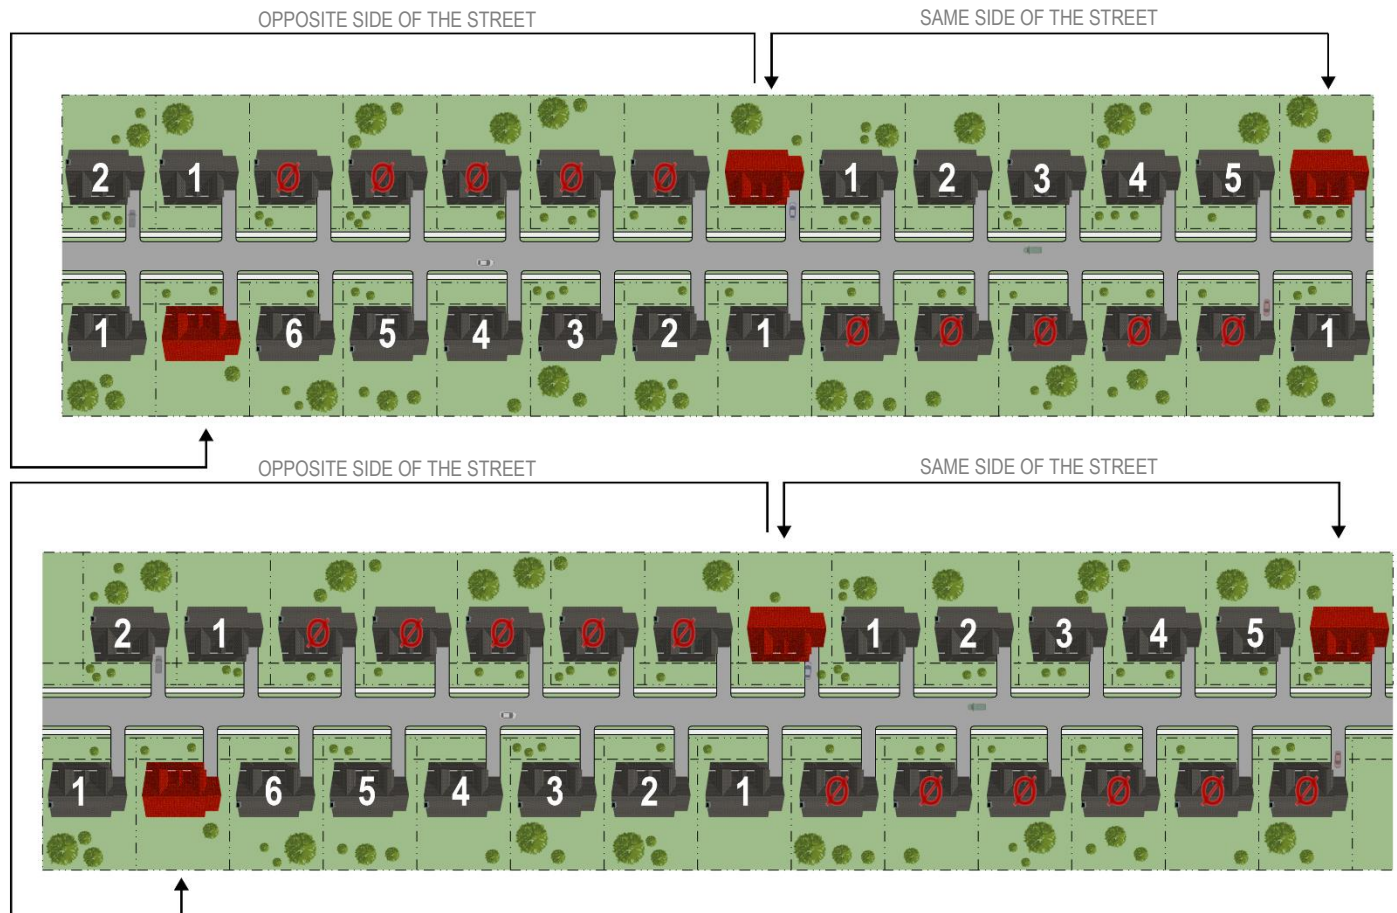 OPPOSITE SIDE OF THE STREET SAME SIDE OF THE STREET
2 1 Ø Ø Ø Ø Ø 1 2 3 4 5
1 6 5 4 3 2 1 Ø Ø Ø Ø Ø 1
OPPOSITE SIDE OF THE STREET SAME SIDE OF THE STREET
2 1 Ø Ø Ø Ø Ø 1 2 3 4 5
1 6 5 4 3 2 1 Ø Ø Ø Ø Ø Ø